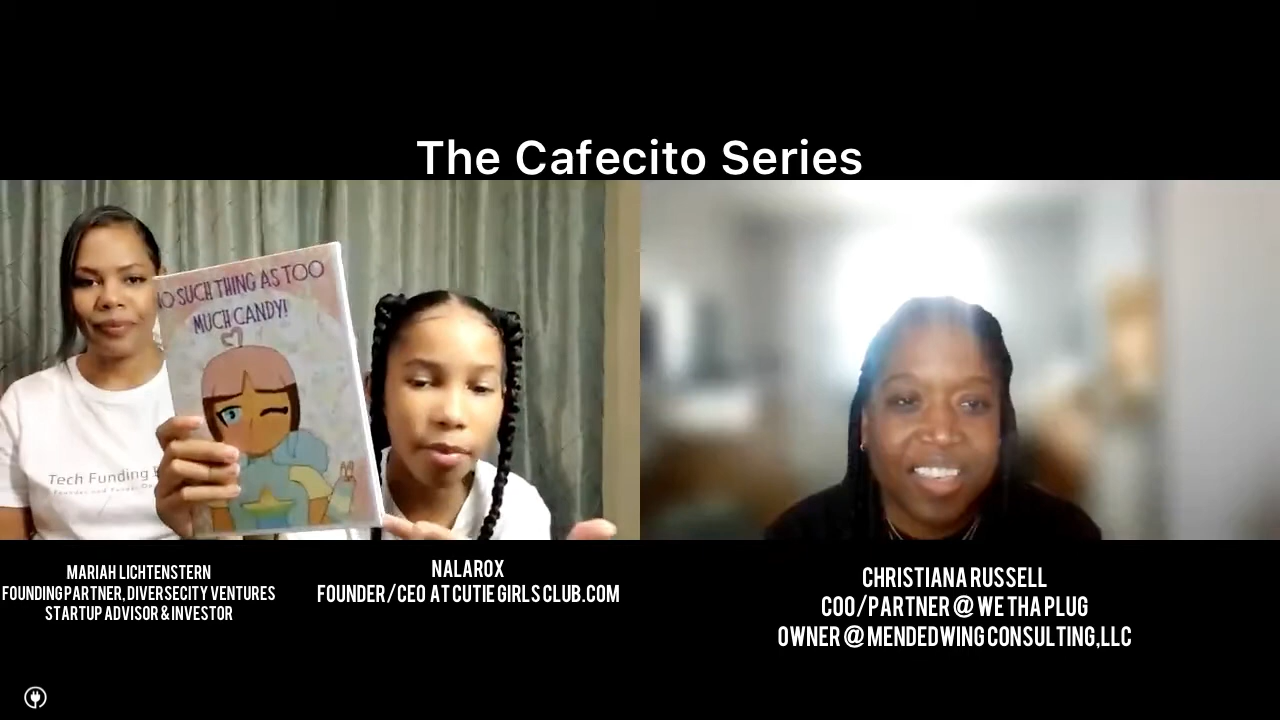 The Cafecito Series
NO SUCH THING AS TOO
MUCH CANDY!
Tech Funding
MARIAH LICHTENSTERN
FOUNDING PARTNER, DIVERSECITY VENTURES
STARTUP ADVISOR & INVESTOR
NALAROX
FOUNDER/CEO AT CUTIE GIRLS CLUB.COM
CHRISTIANA RUSSELL
COO/PARTNER @ WE THA PLUG
OWNER @ MENDEDWING CONSULTING,LLC